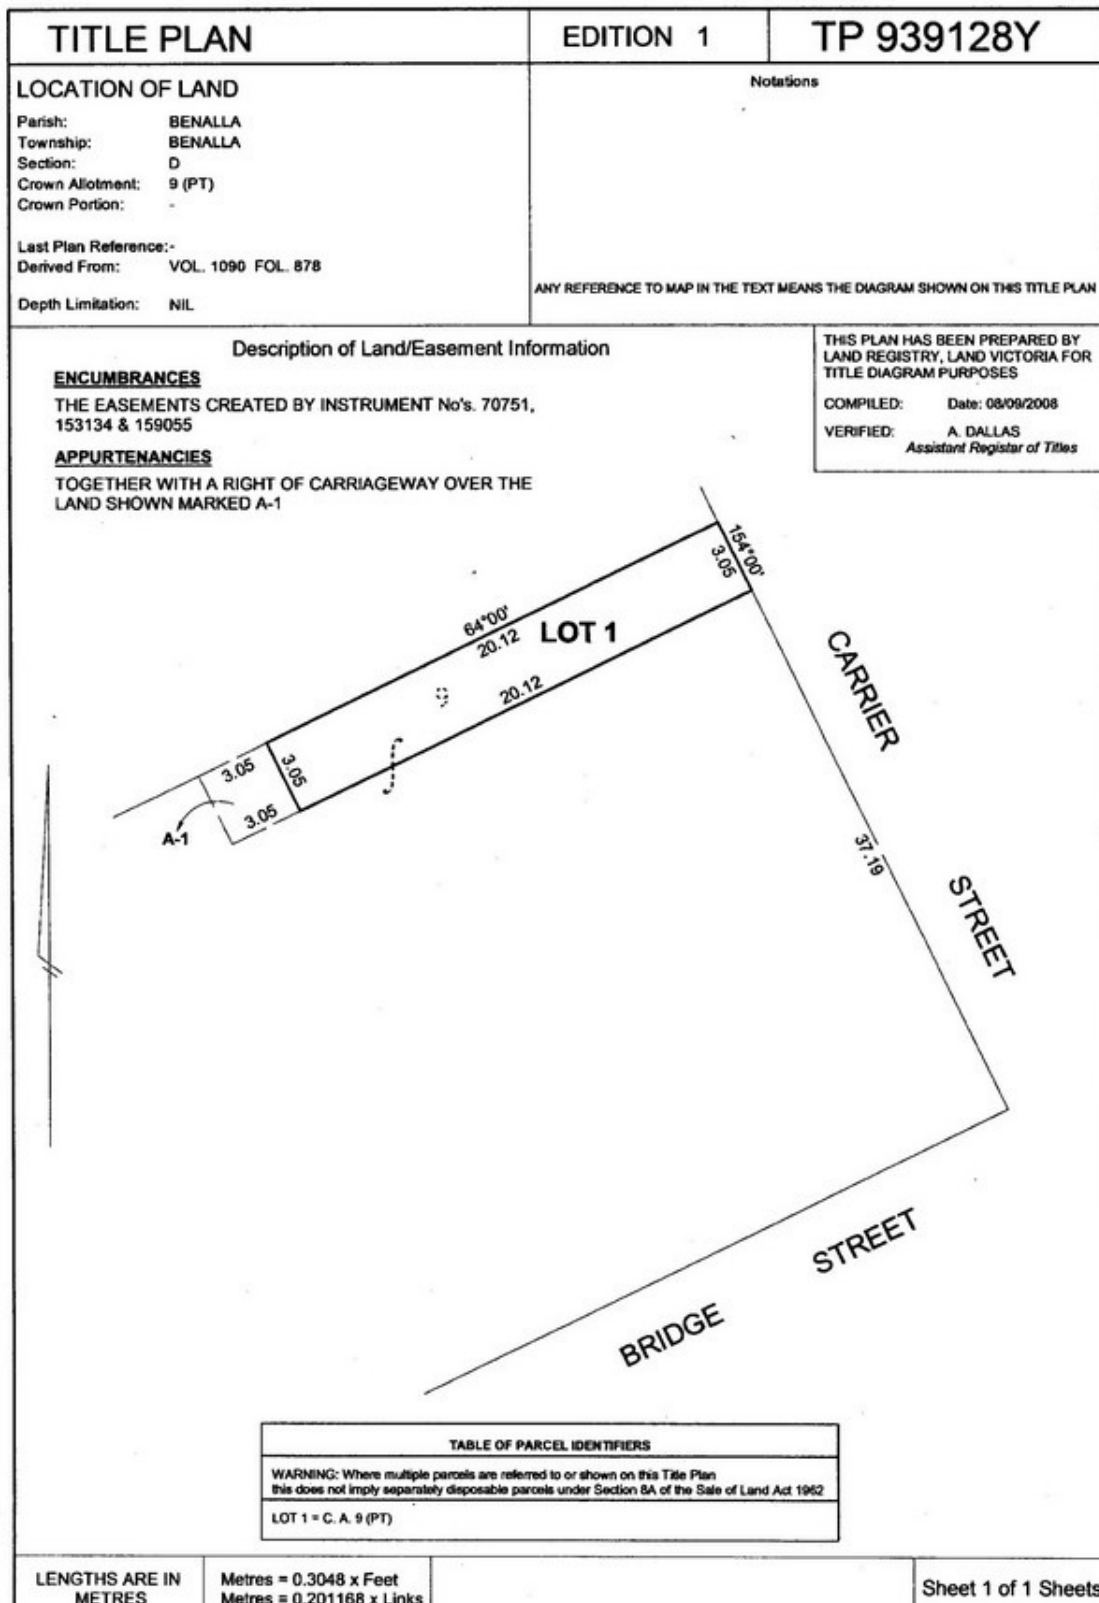 TITLE PLAN
EDITION 1
TP 939128Y
LOCATION OF LAND
Parish: BENALLA
Township: BENALLA
Section: D
Crown Allotment: 9 (PT)
Crown Portion: -
Last Plan Reference:-
Derived From: VOL. 1090 FOL. 878
Depth Limitation: NIL
Notations
ANY REFERENCE TO MAP IN THE TEXT MEANS THE DIAGRAM SHOWN ON THIS TITLE PLAN
Description of Land/Easement Information
ENCUMBRANCES
THE EASEMENTS CREATED BY INSTRUMENT No's. 70751,
153134 & 159055
APPURTENANCIES
TOGETHER WITH A RIGHT OF CARRIAGEWAY OVER THE
LAND SHOWN MARKED A-1
THIS PLAN HAS BEEN PREPARED BY
LAND REGISTRY, LAND VICTORIA FOR
TITLE DIAGRAM PURPOSES
COMPILED: Date: 08/09/2008
VERIFIED: A. DALLAS
Assistant Registar of Titles
154°00'
3.05
64°00'
20.12
LOT 1
20.12
9
3.05
3.05
3.05
A-1
CARRIER
37.19
STREET
STREET
BRIDGE
TABLE OF PARCEL IDENTIFIERS
WARNING: Where multiple parcels are referred to or shown on this Title Plan
this does not imply separately disposable parcels under Section 8A of the Sale of Land Act 1962
LOT 1 = C. A. 9 (PT)
LENGTHS ARE IN
METRES
Metres = 0.3048 x Feet
Metres = 0.201168 x Links
Sheet 1 of 1 Sheets